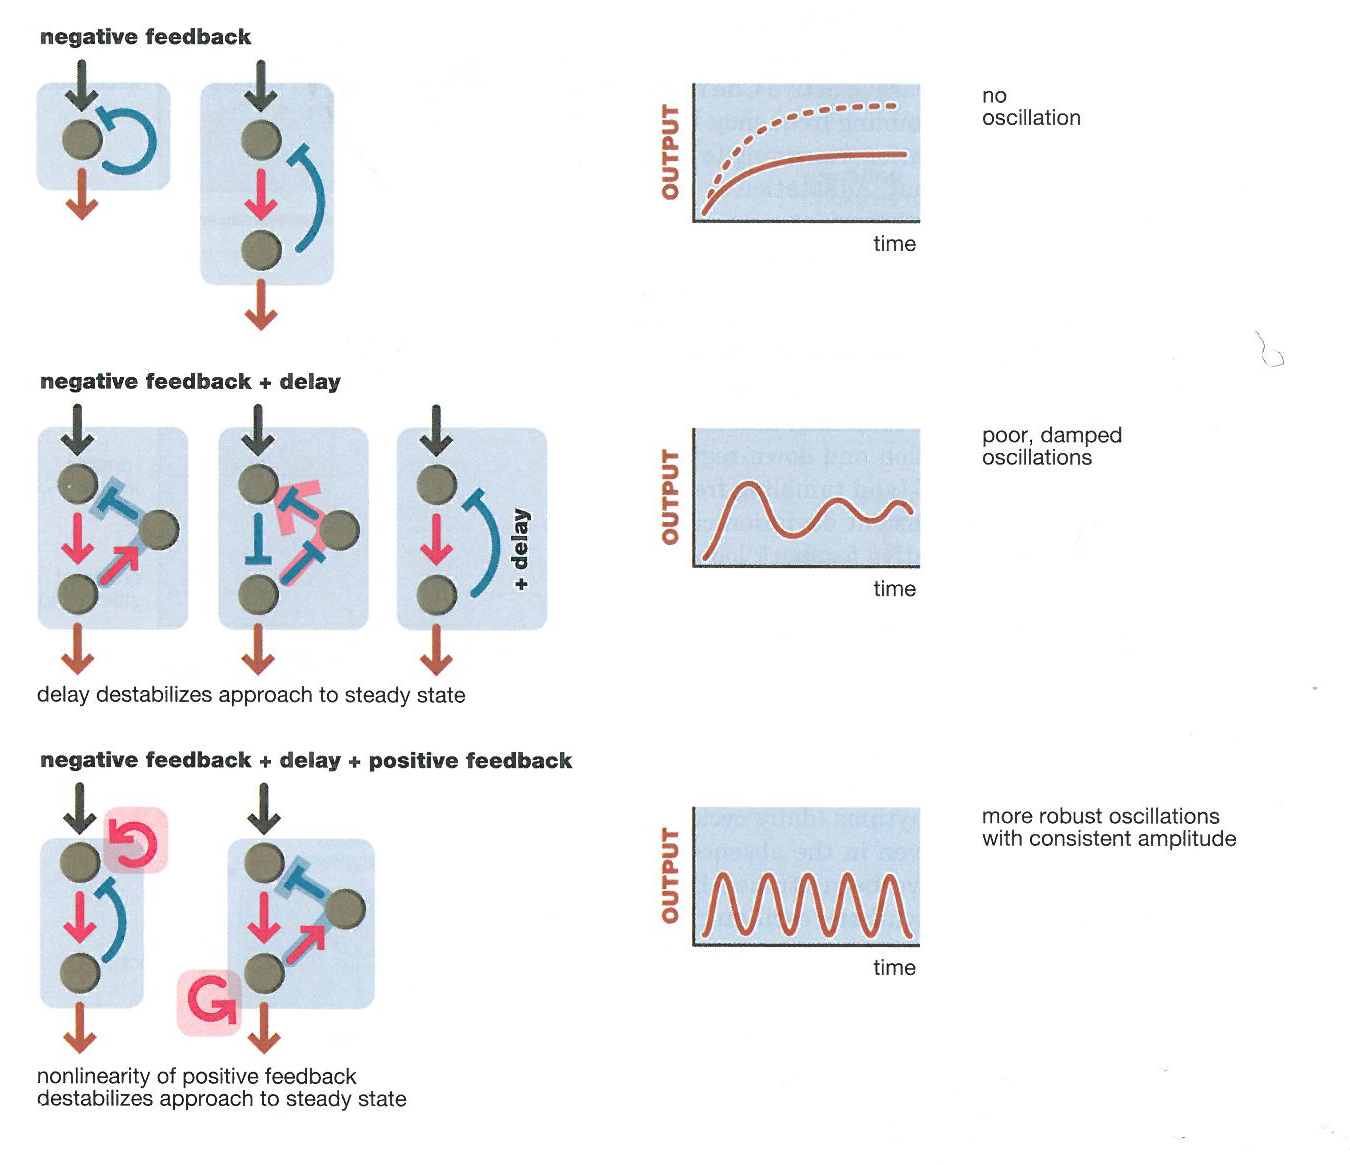 negative feedback
OUTPUT
time
no
oscillation
negative feedback + delay
+ delay
OUTPUT
time
poor, damped
oscillations
delay destabilizes approach to steady state
negative feedback + delay + positive feedback
OUTPUT
time
more robust oscillations
with consistent amplitude
nonlinearity of positive feedback
destabilizes approach to steady state